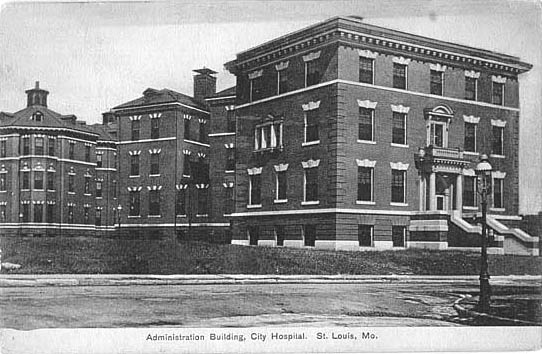 Administration Building, City Hospital. St. Louis, Mo.